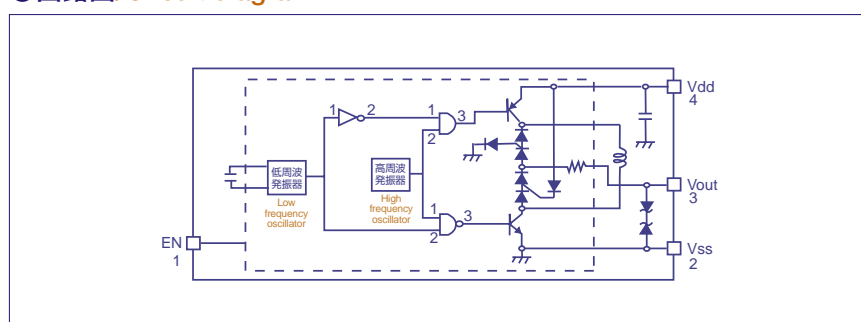 1
2
1
2
3
Vdd
4
低周波
発振器
Low
frequency
oscillator
高周波
発振器
High
frequency
oscillator
Vout
3
1
2
3
EN
1
Vss
2